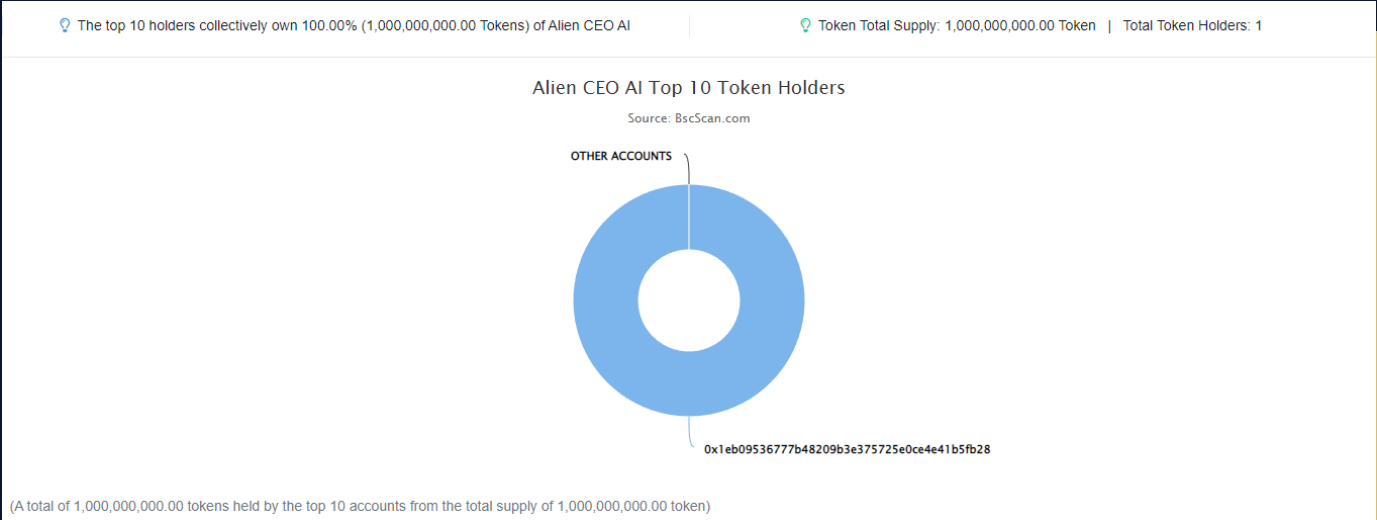 The top 10 holders collectively own 100.00% (1,000,000,000.00 Tokens) of Alien CEO AI
Token Total Supply: 1,000,000,000.00 Token | Total Token Holders: 1
Alien CEO AI Top 10 Token Holders
Source: BscScan.com
OTHER ACCOUNTS
0x1eb09536777b48209b3e375725e0ce4e41b5fb28
(A total of 1,000,000,000.00 tokens held by the top 10 accounts from the total supply of 1,000,000,000.00 token)